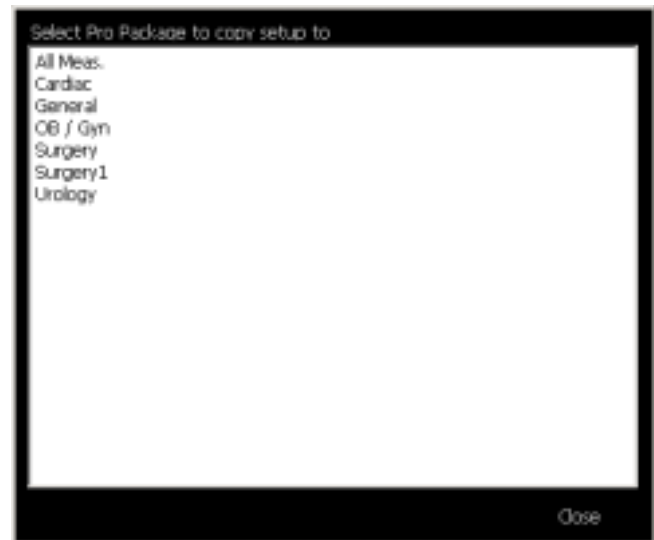 Select Pro Package to copy setup to
All Meas.
Cardiac
General
OB / Gyn
Surgery
Surgery1
Urology
Close